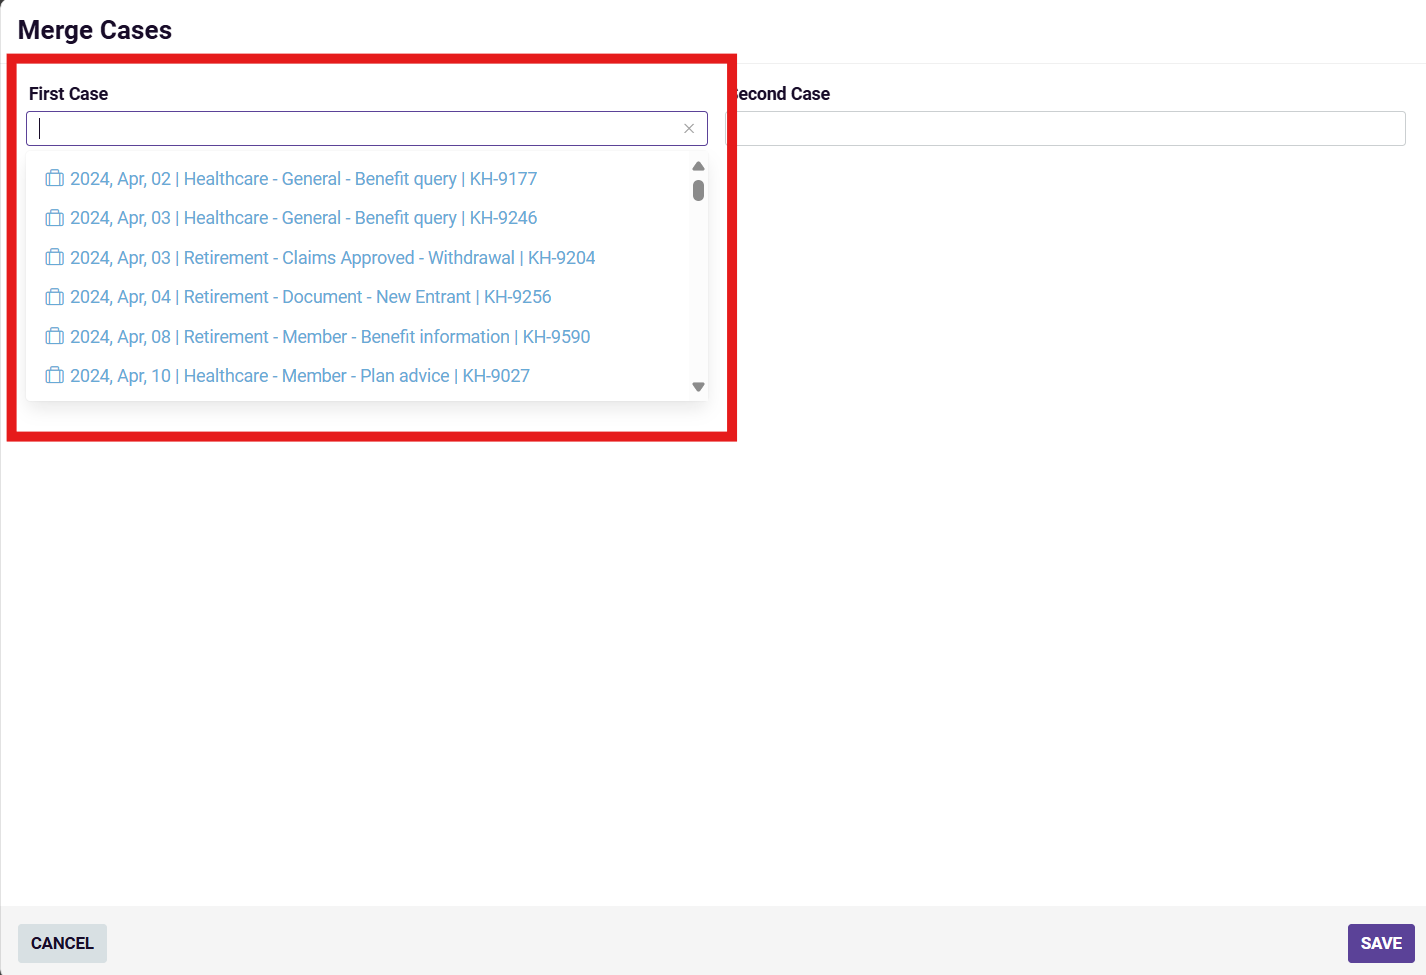 Merge Cases
First Case
Second Case
2024, Apr, 02 | Healthcare - General - Benefit query | KH-9177
2024, Apr, 03 | Healthcare - General - Benefit query | KH-9246
2024, Apr, 03 | Retirement - Claims Approved - Withdrawal | KH-9204
2024, Apr, 04 | Retirement - Document - New Entrant | KH-9256
2024, Apr, 08 | Retirement - Member - Benefit information | KH-9590
2024, Apr, 10 | Healthcare - Member - Plan advice | KH-9027
CANCEL
SAVE